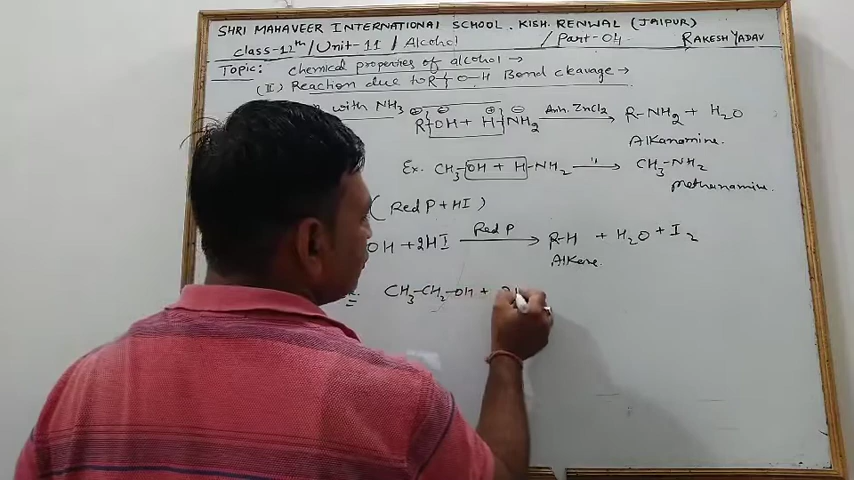 SHRI MAHAVEER INTERNATIONAL SCHOOL. KISH. RENWAL (JAIPUR)
class-12th/Unit-11/Alcohol /Part-04 RAKESH YADAV
Topic: chemical properties of alcohol →
(II) Reaction due to R-O-H Bond cleavage →
with NH3 R-OH + H-NH2 Anh. ZnCl2 → R-NH2 + H2O
Alkanamine.
Ex. CH3-OH + H-NH2 —"→ CH3-NH2
methanamine.
(Red P + HI)
OH + 2HI Red P → R-H + H2O + I2
Alkane.
CH3-CH2-OH +